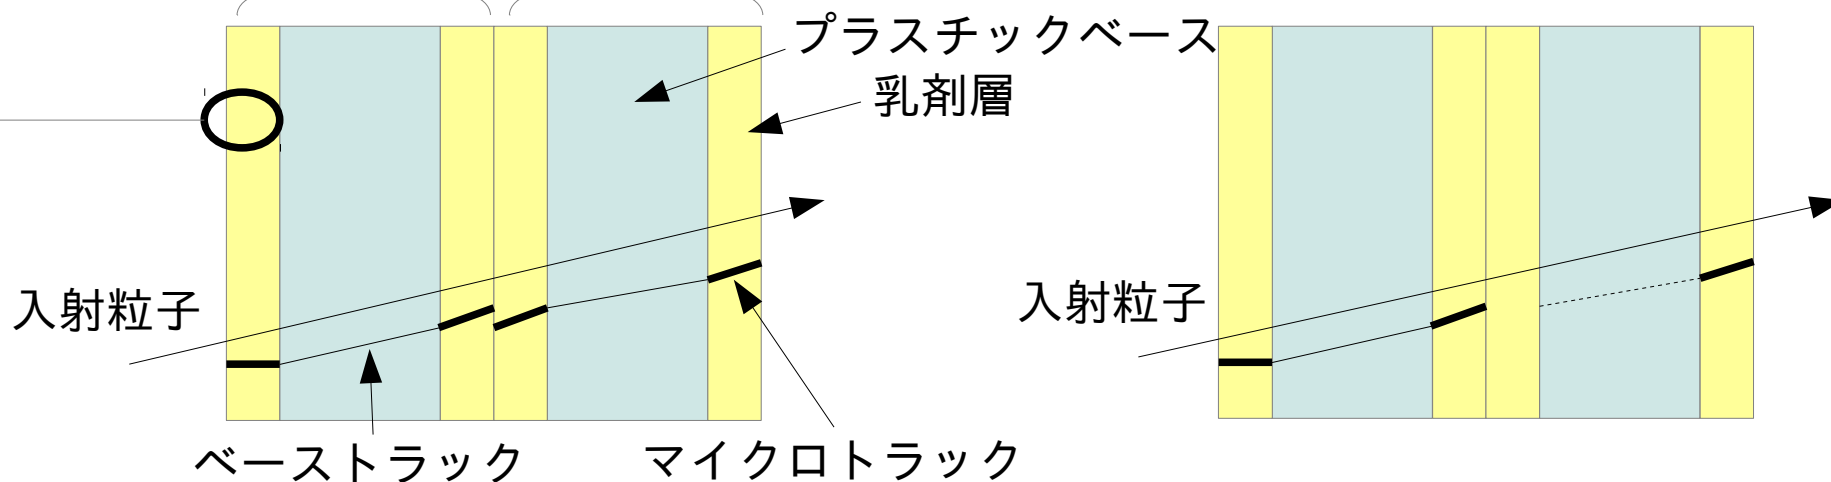 プラスチックベース
乳剤層
入射粒子
入射粒子
ベーストラック
マイクロトラック